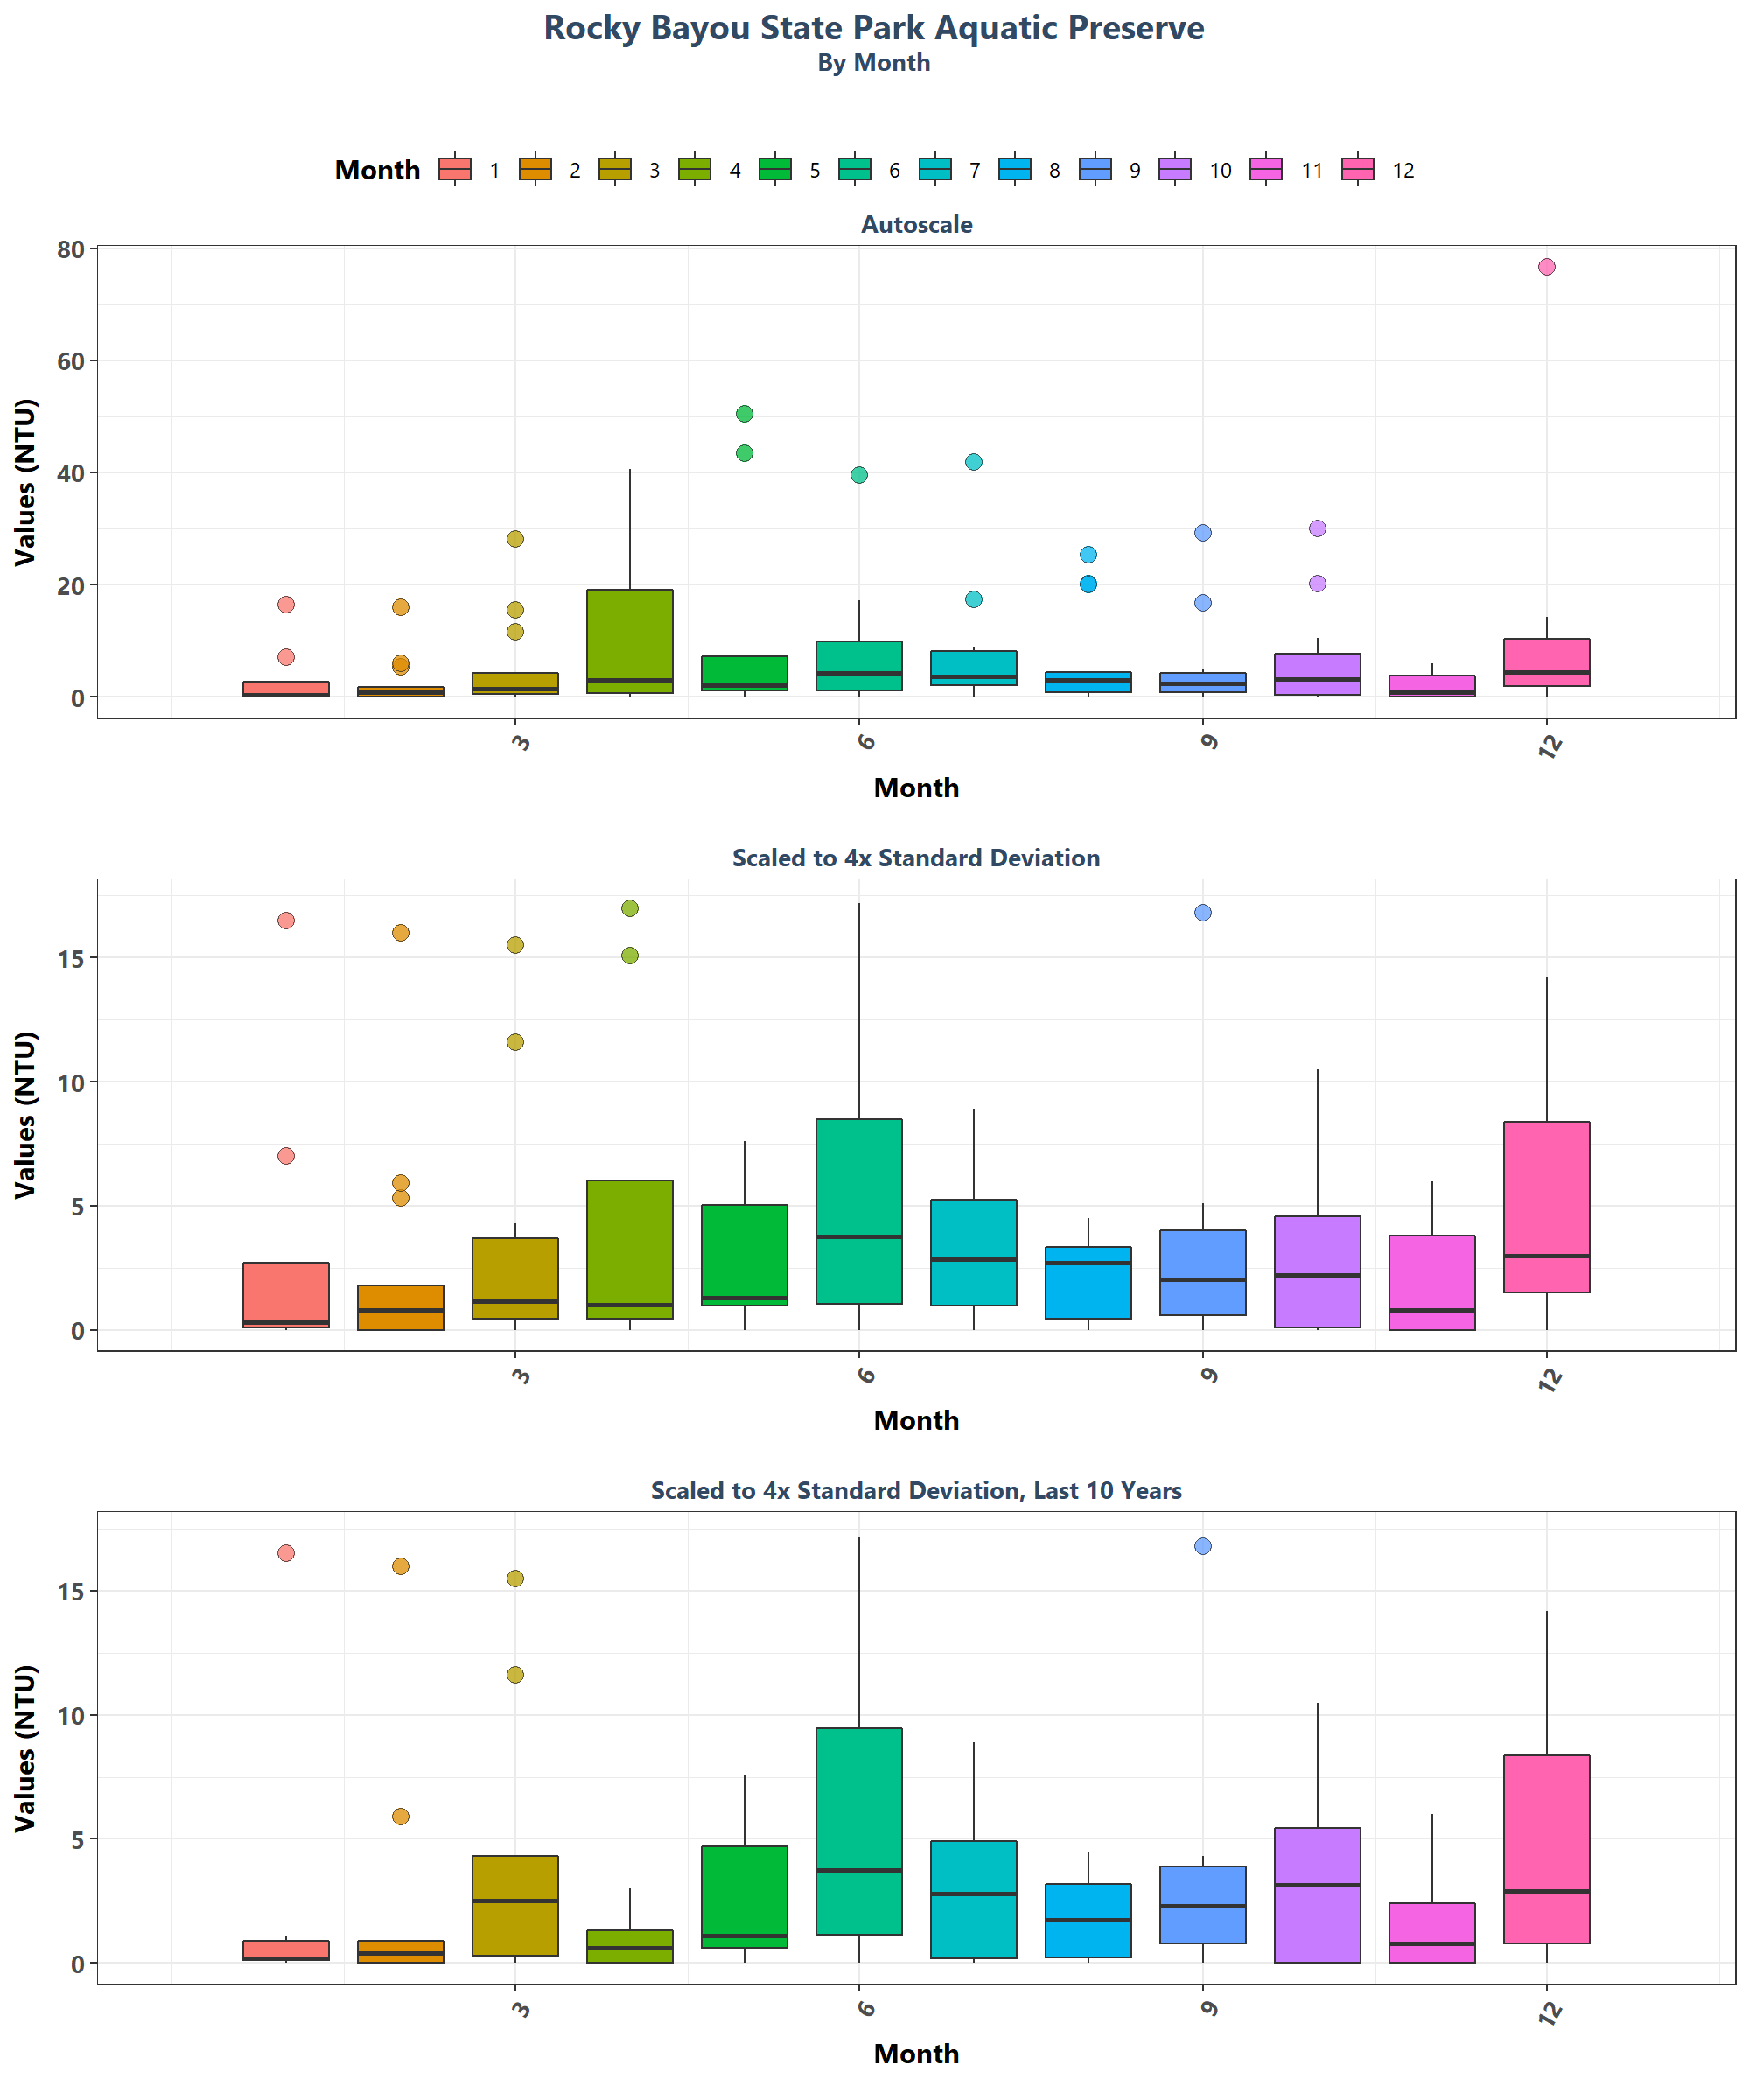 Rocky Bayou State Park Aquatic Preserve
By Month
Month 1 2 3 4 5 6 7 8 9 10 11 12
Autoscale
Values (NTU)
80
60
40
20
0
3 6 9 12
Month
Scaled to 4x Standard Deviation
Values (NTU)
15
10
5
0
3 6 9 12
Month
Scaled to 4x Standard Deviation, Last 10 Years
Values (NTU)
15
10
5
0
3 6 9 12
Month